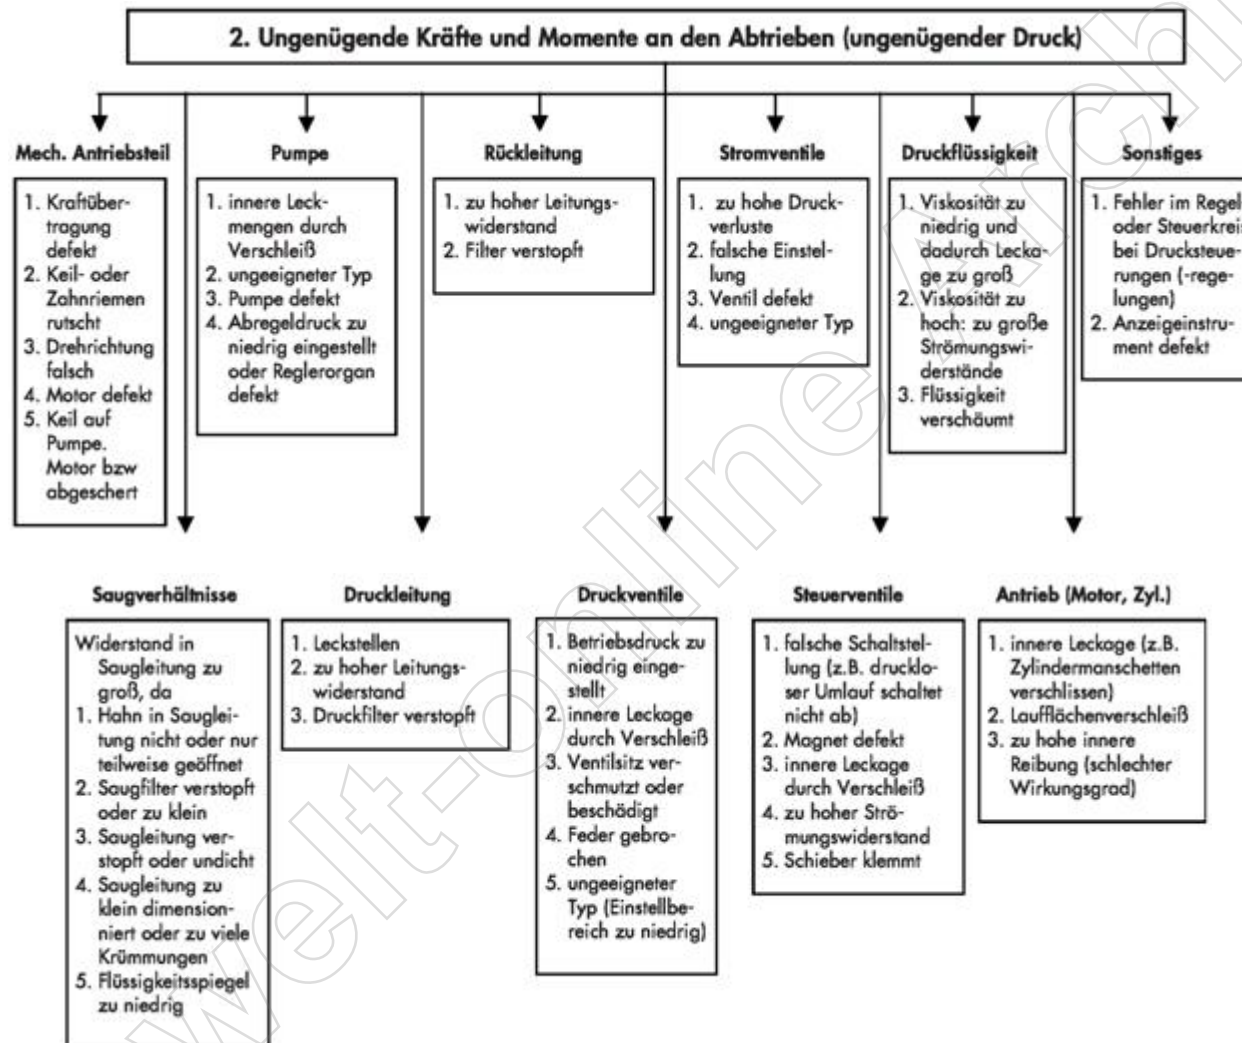 2. Ungenügende Kräfte und Momente an den Abtrieben (ungenügender Druck)
Mech. Antriebsteil
1. Kraftüber-
tragung
defekt
2. Keil- oder
Zahnriemen
rutscht
3. Drehrichtung
falsch
4. Motor defekt
5. Keil auf
Pumpe.
Motor bzw
abgeschert
Pumpe
1. innere Leck-
mengen durch
Verschleiß
2. ungeeigneter Typ
3. Pumpe defekt
4. Abregeldruck zu
niedrig eingestellt
oder Reglerorgan
defekt
Rückleitung
1. zu hoher Leitungs-
widerstand
2. Filter verstopft
Stromventile
1. zu hohe Druck-
verluste
2. falsche Einstel-
lung
3. Ventil defekt
4. ungeeigneter Typ
Druckflüssigkeit
1. Viskosität zu
niedrig und
dadurch Lecka-
ge zu groß
2. Viskosität zu
hoch: zu große
Strömungswi-
derstände
3. Flüssigkeit
verschäumt
Sonstiges
1. Fehler im Regel
oder Steuerkreis
bei Drucksteue-
rungen (-rege-
lungen)
2. Anzeigeinstru-
ment defekt
Saugverhältnisse
Widerstand in
Saugleitung zu
groß, da
1. Hahn in Sauglei-
tung nicht oder nur
teilweise geöffnet
2. Saugfilter verstopft
oder zu klein
3. Saugleitung ver-
stopft oder undicht
4. Saugleitung zu
klein dimension-
niert oder zu viele
Krümmungen
5. Flüssigkeitsspiegel
zu niedrig
Druckleitung
1. Leckstellen
2. zu hoher Leitungs-
widerstand
3. Druckfilter verstopft
Druckventile
1. Betriebsdruck zu
niedrig einge-
stellt
2. innere Leckage
durch Verschleiß
3. Ventilsitz ver-
schmutzt oder
beschädigt
4. Feder gebro-
chen
5. ungeeigneter
Typ (Einstellbe-
reich zu niedrig)
Steuerventile
1. falsche Schaltstel-
lung (z.B. drucklo-
ser Umlauf schaltet
nicht ab)
2. Magnet defekt
3. innere Leckage
durch Verschleiß
4. zu hoher Strö-
mungswiderstand
5. Schieber klemmt
Antrieb (Motor, Zyl.)
1. innere Leckage (z.B.
Zylindermanschetten
verschlissen)
2. Laufflächenverschleiß
3. zu hohe innere
Reibung (schlechter
Wirkungsgrad)
welt-online Archi